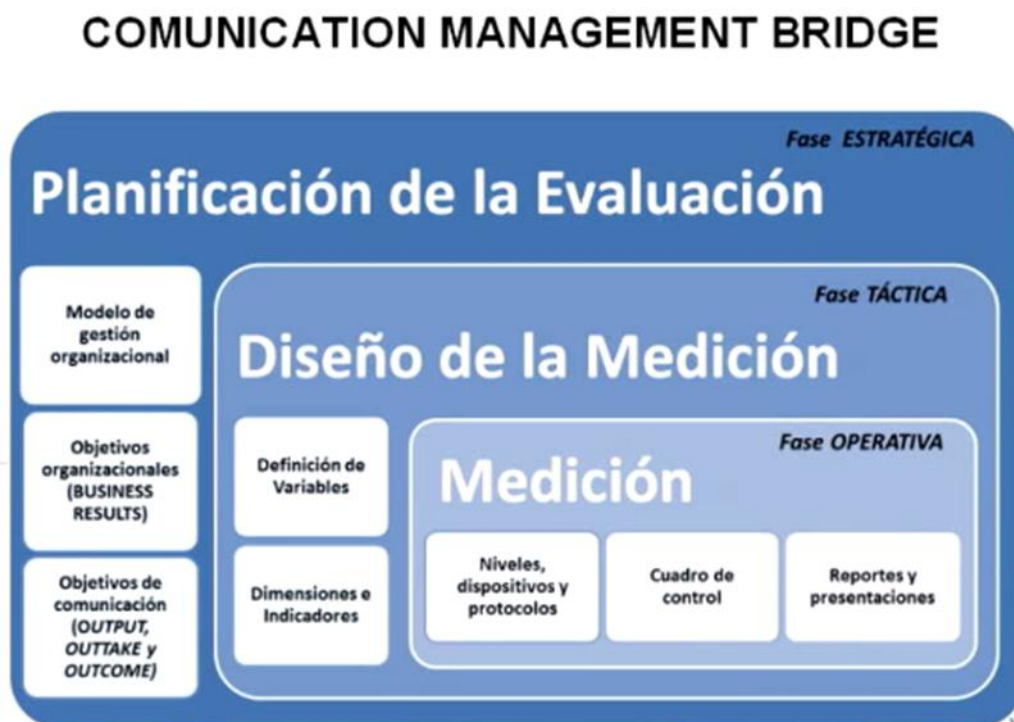 COMUNICATION MANAGEMENT BRIDGE
Fase ESTRATÉGICA
Planificación de la Evaluación
Modelo de
gestión
organizacional
Objetivos
organizacionales
(BUSINESS
RESULTS)
Objetivos de
comunicación
(OUTPUT,
OUTTAKE y
OUTCOME)
Fase TÁCTICA
Diseño de la Medición
Definición de
Variables
Dimensiones e
Indicadores
Fase OPERATIVA
Medición
Niveles,
dispositivos y
protocolos
Cuadro de
control
Reportes y
presentaciones